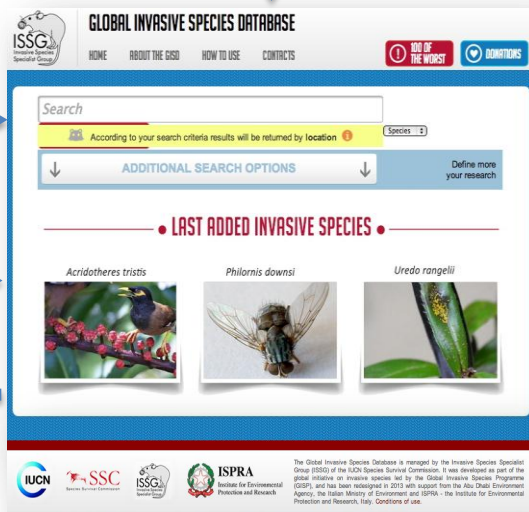 GLOBAL INVASIVE SPECIES DATABASE
ISSG
Invasive Species
Specialist Group
HOME ABOUT THE GISD HOW TO USE CONTACTS
100 OF
THE WORST
DONATIONS
Search
According to your search criteria results will be returned by location
Species
ADDITIONAL SEARCH OPTIONS
Define more
your research
LAST ADDED INVASIVE SPECIES
Acridotheres tristis Philornis downsi Uredo rangelii
IUCN
SSC
Species Survival Commission
ISSG
Invasive Species
Specialist Group
ISPRA
Institute for Environmental
Protection and Research
The Global Invasive Species Database is managed by the Invasive Species Specialist
Group (ISSG) of the IUCN Species Survival Commission. It was developed as part of the
global initiative on invasive species led by the Global Invasive Species Programme
(GISP), and has been redesigned in 2013 with support from the Abu Dhabi Environment
Agency, the Italian Ministry of Environment and ISPRA - the Institute for Environmental
Protection and Research, Italy. Conditions of use.